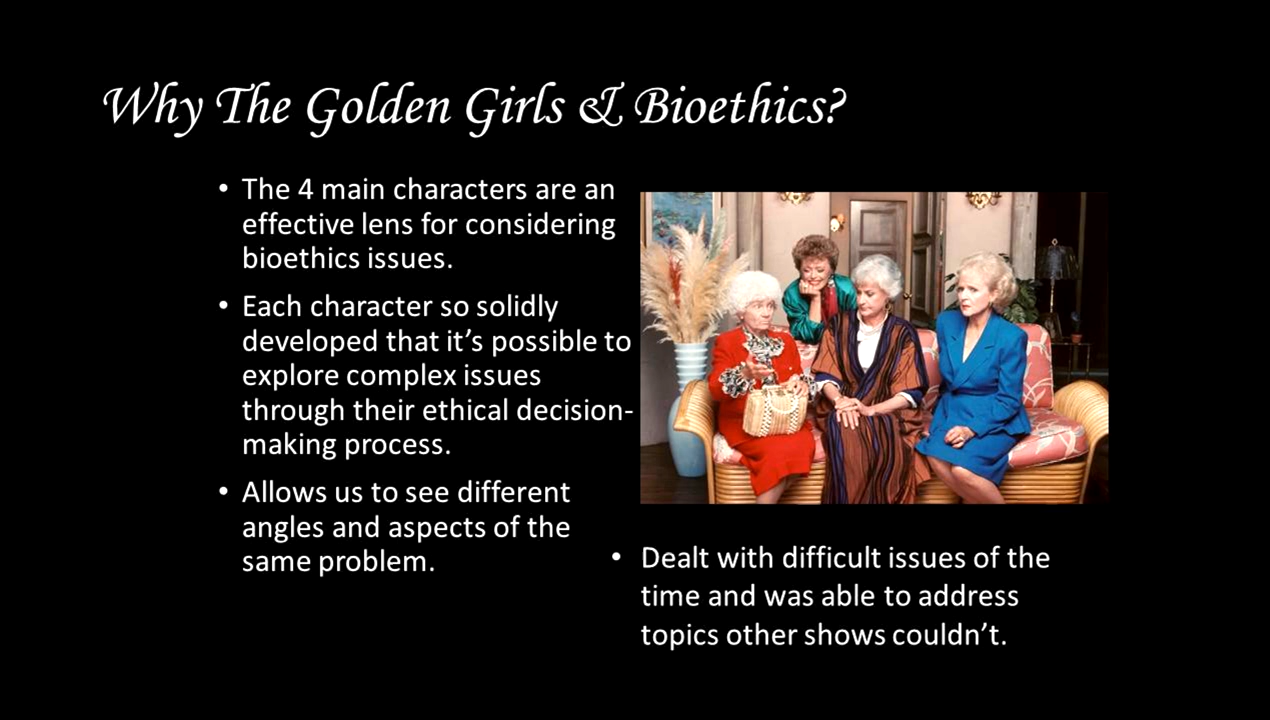 Why The Golden Girls & Bioethics?
• The 4 main characters are an
effective lens for considering
bioethics issues.
• Each character so solidly
developed that it’s possible to
explore complex issues
through their ethical decision-
making process.
• Allows us to see different
angles and aspects of the
same problem.
• Dealt with difficult issues of the
time and was able to address
topics other shows couldn’t.